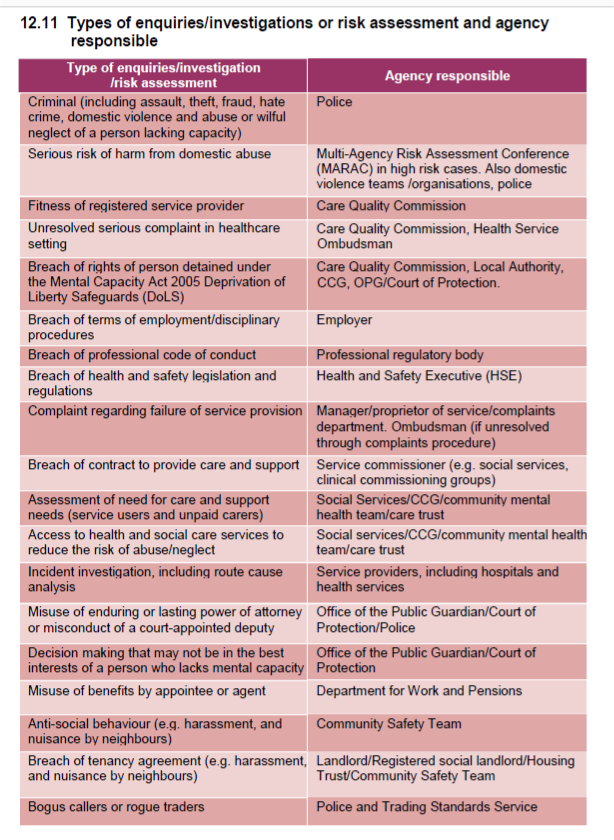 12.11 Types of enquiries/investigations or risk assessment and agency
responsible
Type of enquiries/investigation
/risk assessment
Agency responsible
Criminal (including assault, theft, fraud, hate
crime, domestic violence and abuse or wilful
neglect of a person lacking capacity)
Police
Serious risk of harm from domestic abuse
Multi-Agency Risk Assessment Conference
(MARAC) in high risk cases. Also domestic
violence teams /organisations, police
Fitness of registered service provider
Care Quality Commission
Unresolved serious complaint in healthcare
setting
Care Quality Commission, Health Service
Ombudsman
Breach of rights of person detained under
the Mental Capacity Act 2005 Deprivation of
Liberty Safeguards (DoLS)
Care Quality Commission, Local Authority,
CCG, OPG/Court of Protection.
Breach of terms of employment/disciplinary
procedures
Employer
Breach of professional code of conduct
Professional regulatory body
Breach of health and safety legislation and
regulations
Health and Safety Executive (HSE)
Complaint regarding failure of service provision
Manager/proprietor of service/complaints
department. Ombudsman (if unresolved
through complaints procedure)
Breach of contract to provide care and support
Service commissioner (e.g. social services,
clinical commissioning groups)
Assessment of need for care and support
needs (service users and unpaid carers)
Social Services/CCG/community mental
health team/care trust
Access to health and social care services to
reduce the risk of abuse/neglect
Social services/CCG/community mental health
team/care trust
Incident investigation, including route cause
analysis
Service providers, including hospitals and
health services
Misuse of enduring or lasting power of attorney
or misconduct of a court-appointed deputy
Office of the Public Guardian/Court of
Protection/Police
Decision making that may not be in the best
interests of a person who lacks mental capacity
Office of the Public Guardian/Court of
Protection
Misuse of benefits by appointee or agent
Department for Work and Pensions
Anti-social behaviour (e.g. harassment, and
nuisance by neighbours)
Community Safety Team
Breach of tenancy agreement (e.g. harassment,
and nuisance by neighbours)
Landlord/Registered social landlord/Housing
Trust/Community Safety Team
Bogus callers or rogue traders
Police and Trading Standards Service